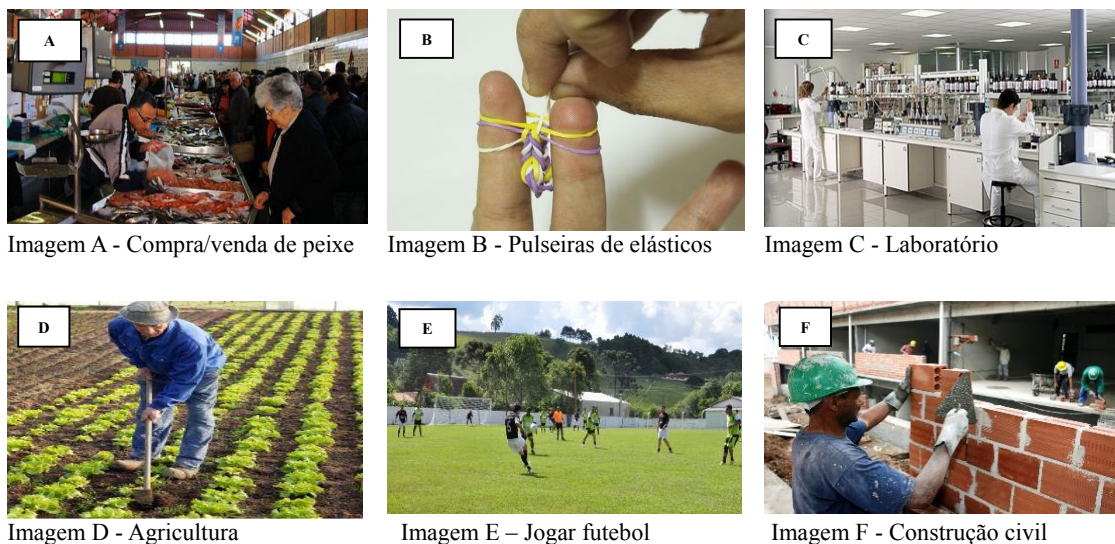 A
B
C
Imagem A - Compra/venda de peixe
Imagem B - Pulseiras de elásticos
Imagem C - Laboratório
D
E
F
Imagem D - Agricultura
Imagem E – Jogar futebol
Imagem F - Construção civil